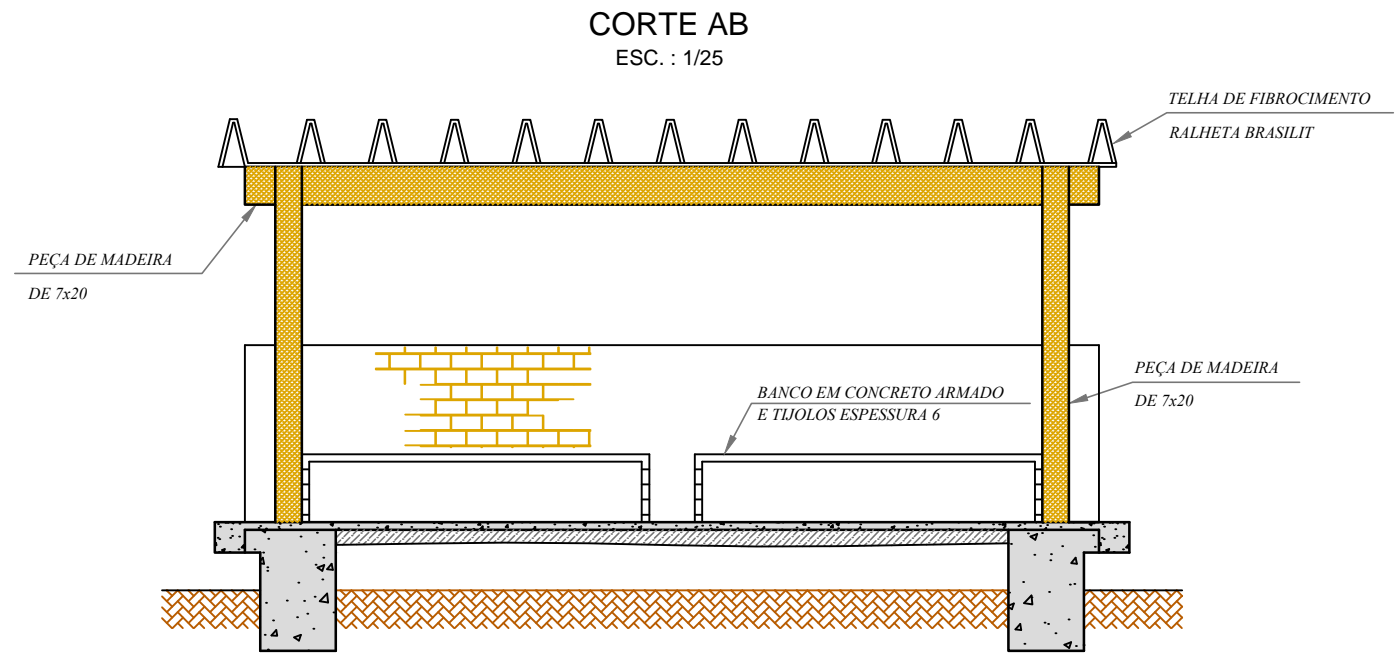 CORTE AB
ESC. : 1/25
TELHA DE FIBROCIMENTO
RALHETA BRASILIT
PEÇA DE MADEIRA
DE 7x20
PEÇA DE MADEIRA
DE 7x20
BANCO EM CONCRETO ARMADO
E TIJOLOS ESPESSURA 6